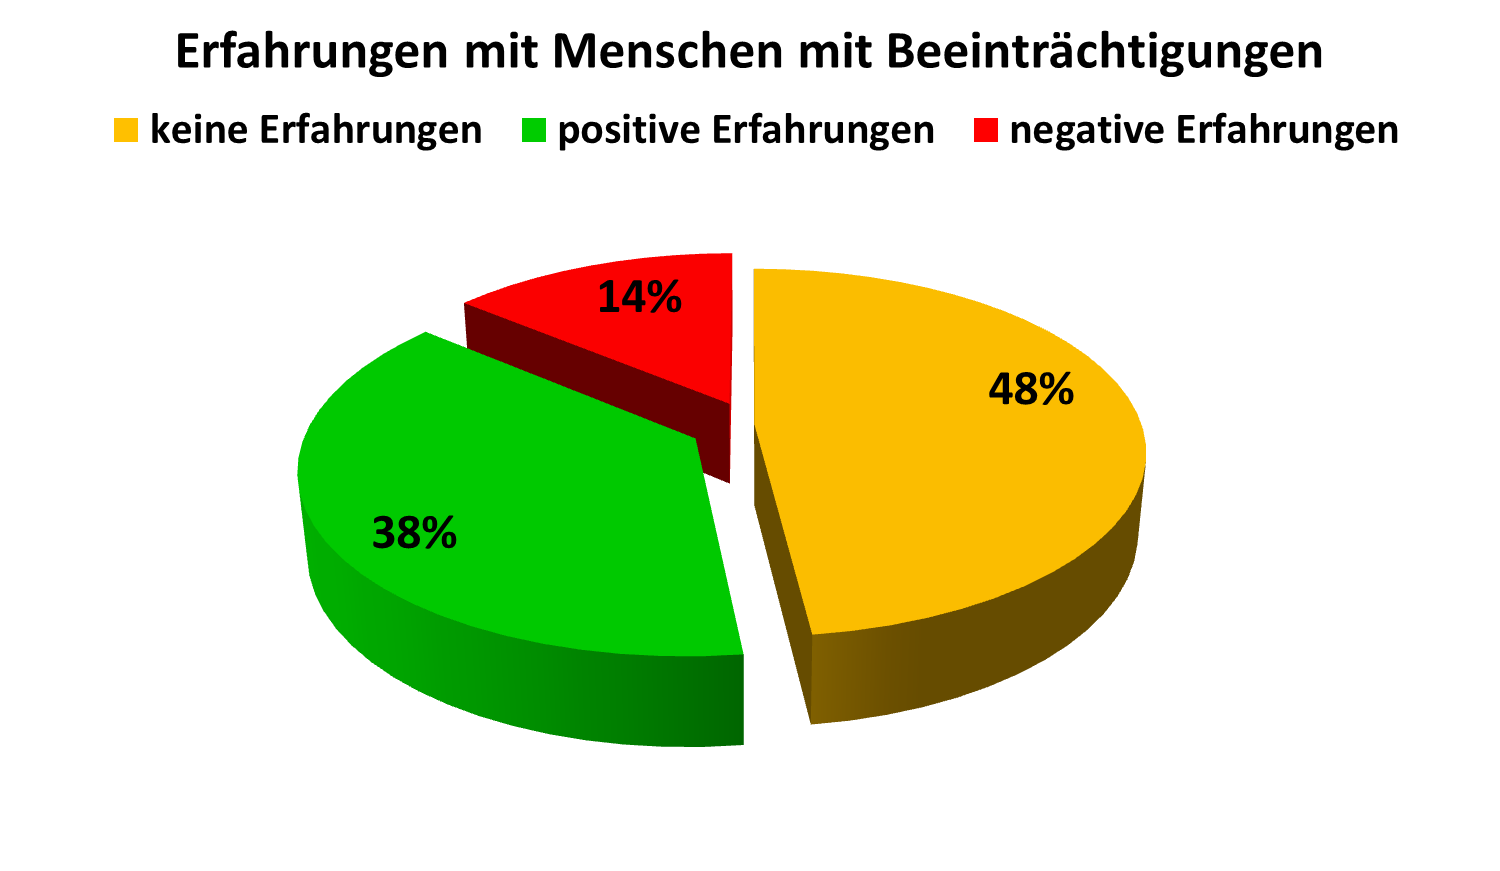 Erfahrungen mit Menschen mit Beeinträchtigungen
keine Erfahrungen positive Erfahrungen negative Erfahrungen
14%
48%
38%